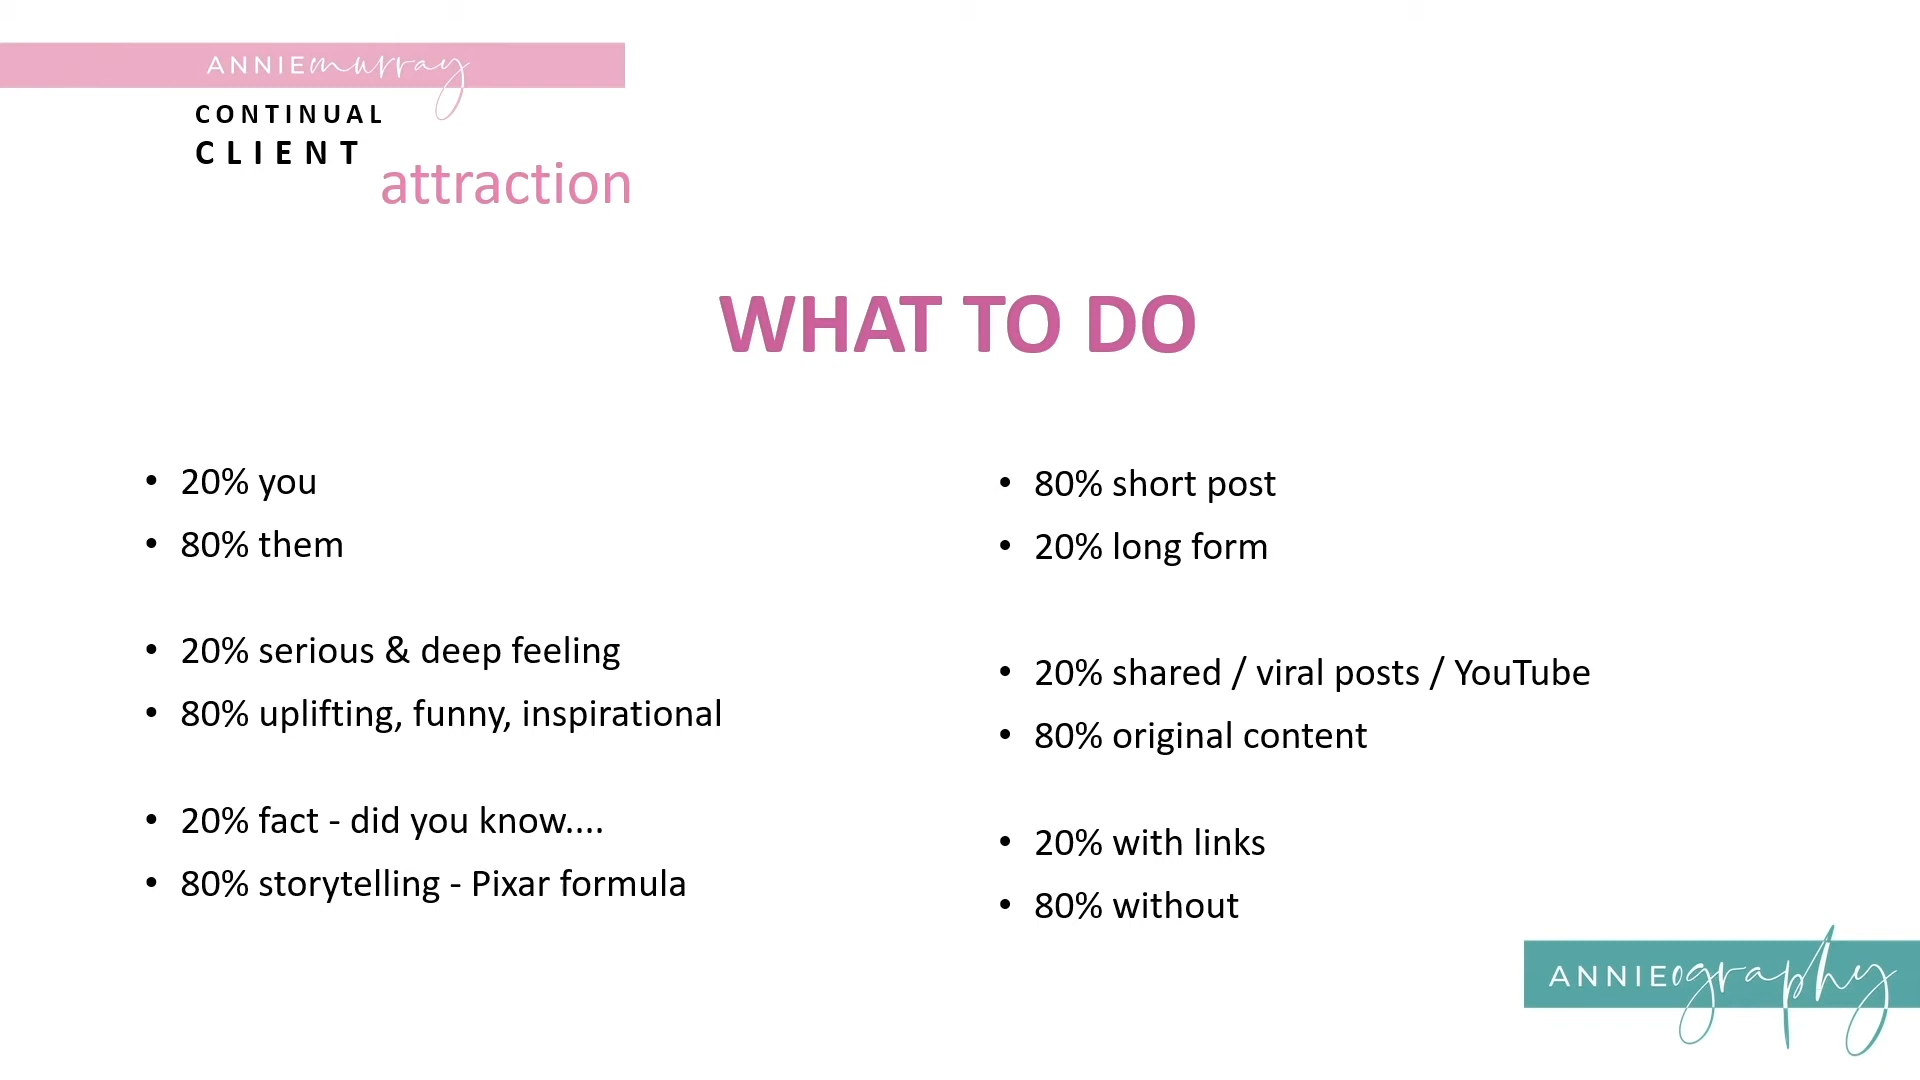 ANNIEmurray
CONTINUAL
CLIENT
attraction
WHAT TO DO
• 20% you
• 80% them
• 20% serious & deep feeling
• 80% uplifting, funny, inspirational
• 20% fact - did you know....
• 80% storytelling - Pixar formula
• 80% short post
• 20% long form
• 20% shared / viral posts / YouTube
• 80% original content
• 20% with links
• 80% without
ANNIEography